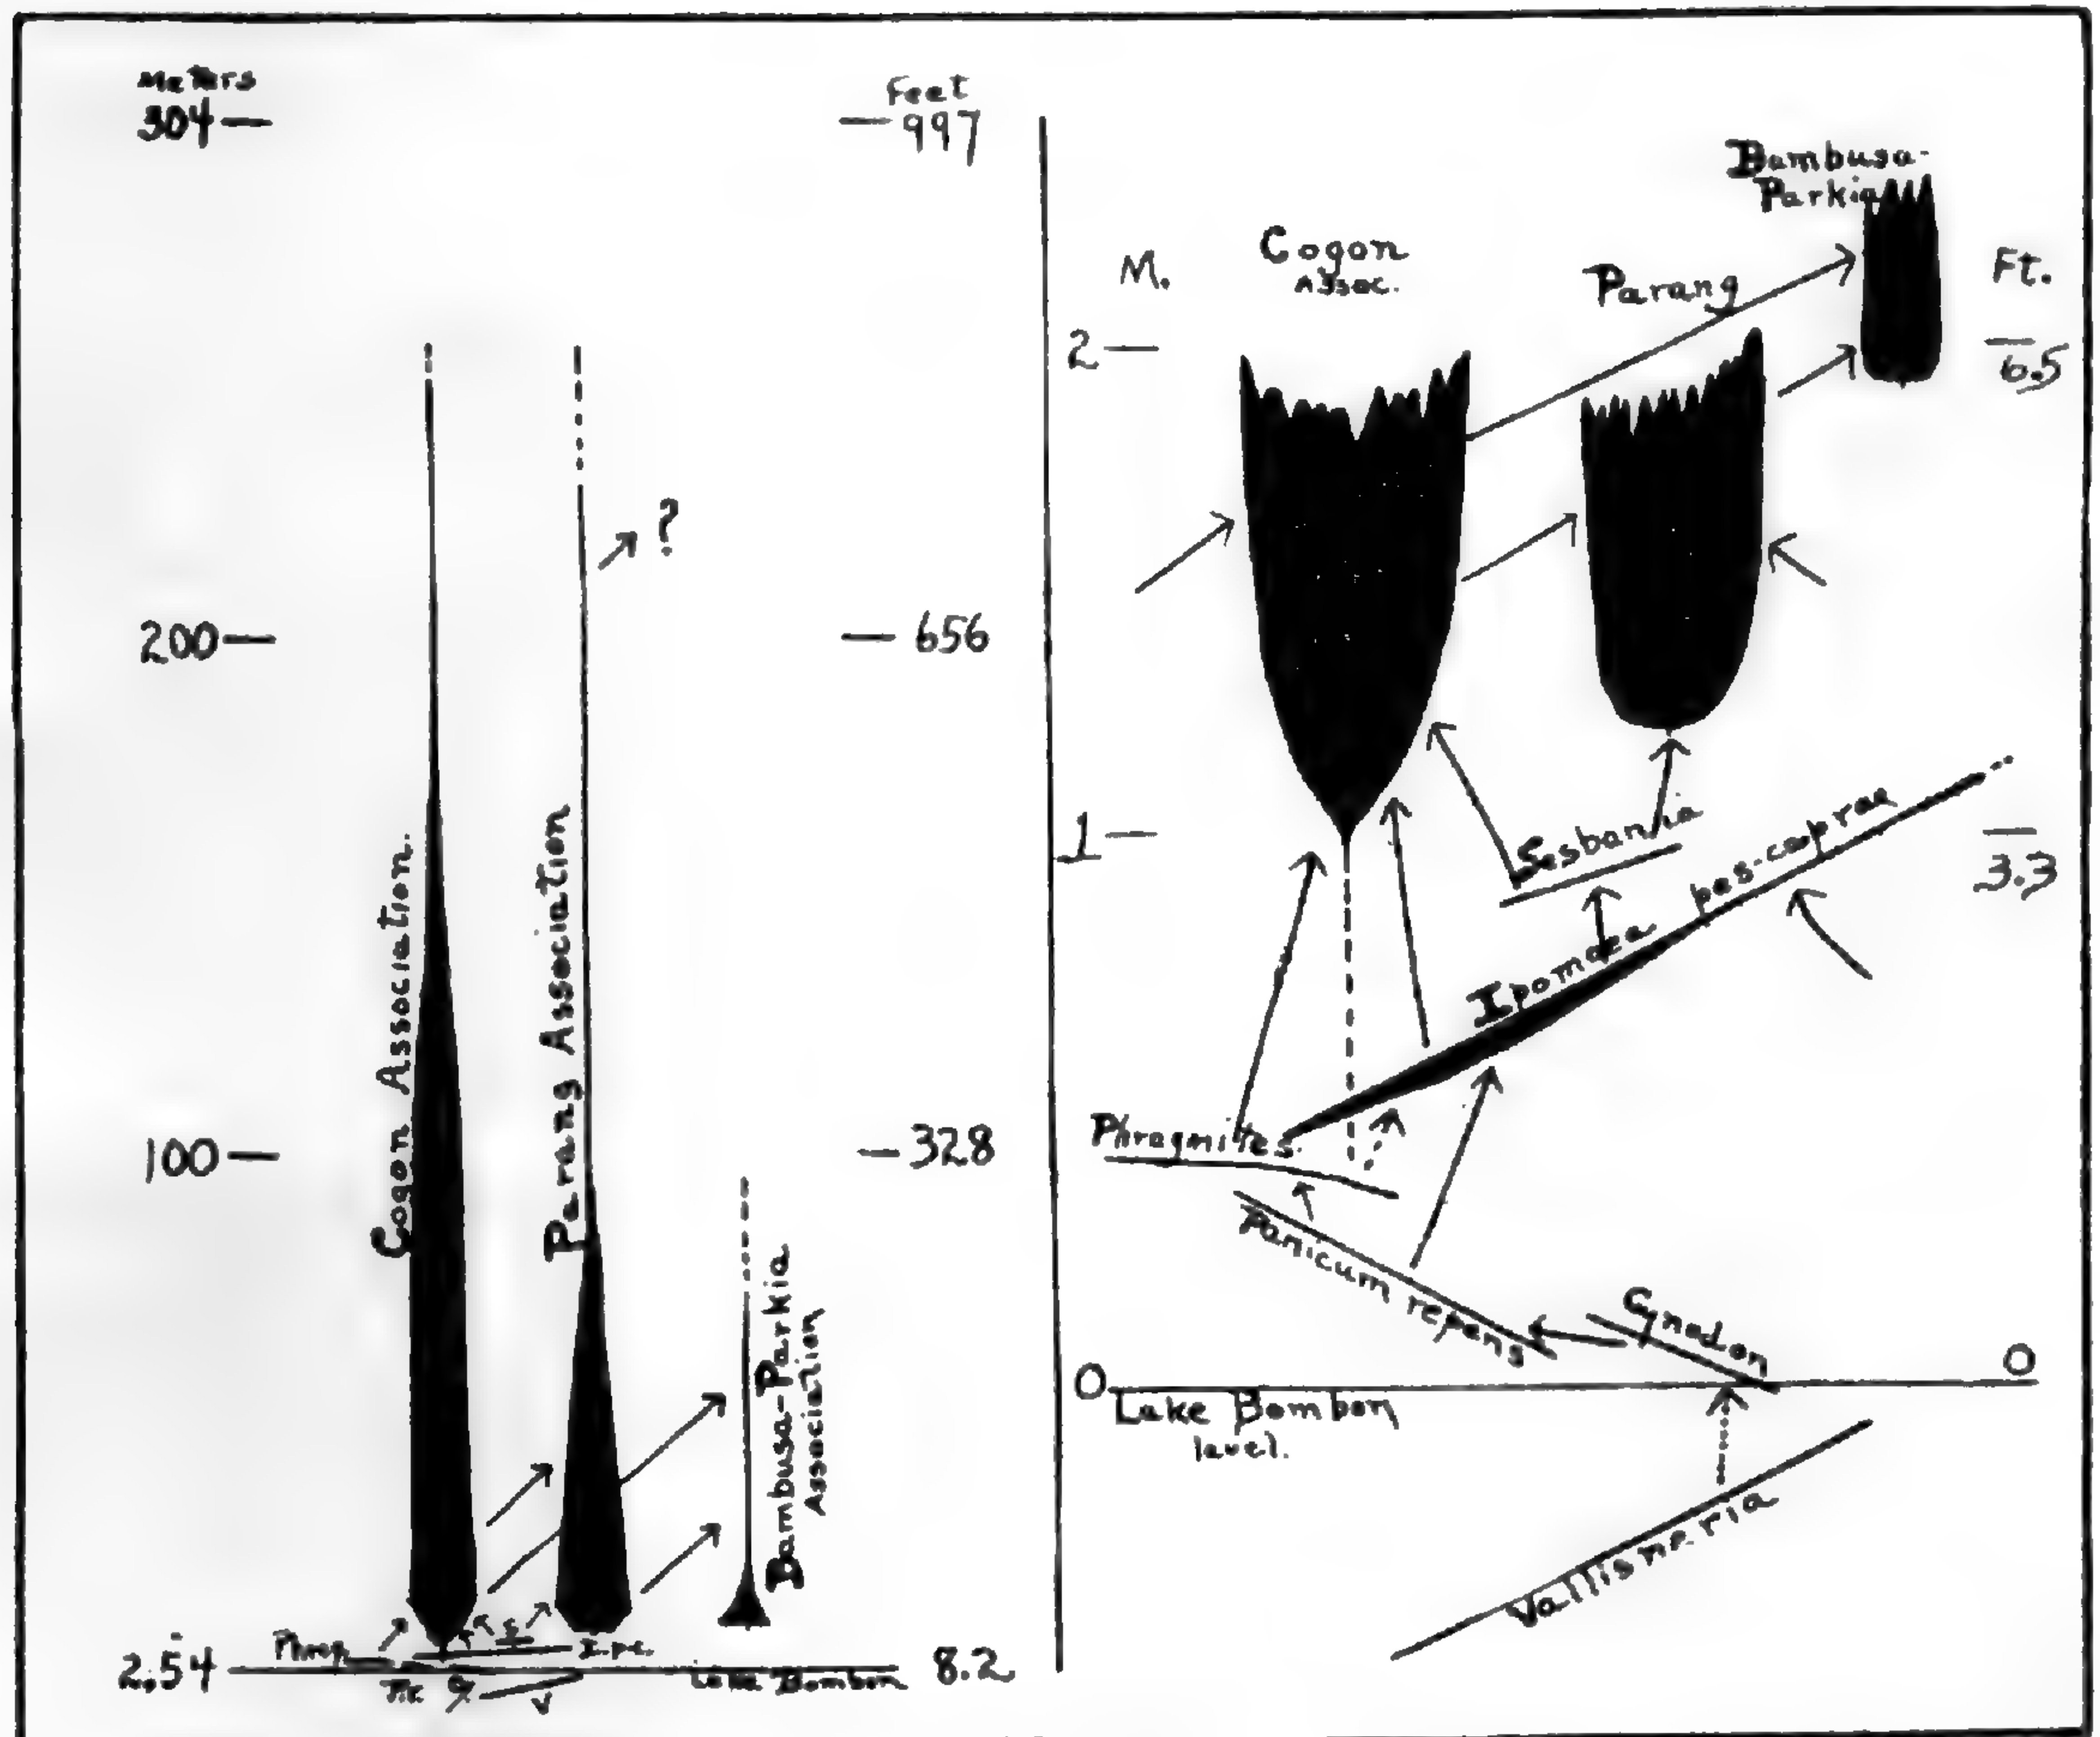 Meters
304
Feet
997
200
656
?
100
328
Cogon Association.
Parang Association
Bambusa-Parkia
Association
Phrag.
S
I.p.c.
2.54
8.2
V
Lake Bombon
Bambusa-
Parkia
M.
Cogon
Assoc.
Parang
Ft.
2
6.5
1
Sesbania
3.3
Ipomoea pes-caprae
Phragmites.
Panicum repens
Cynodon
0
0
Lake Bombon
level.
Vallisneria